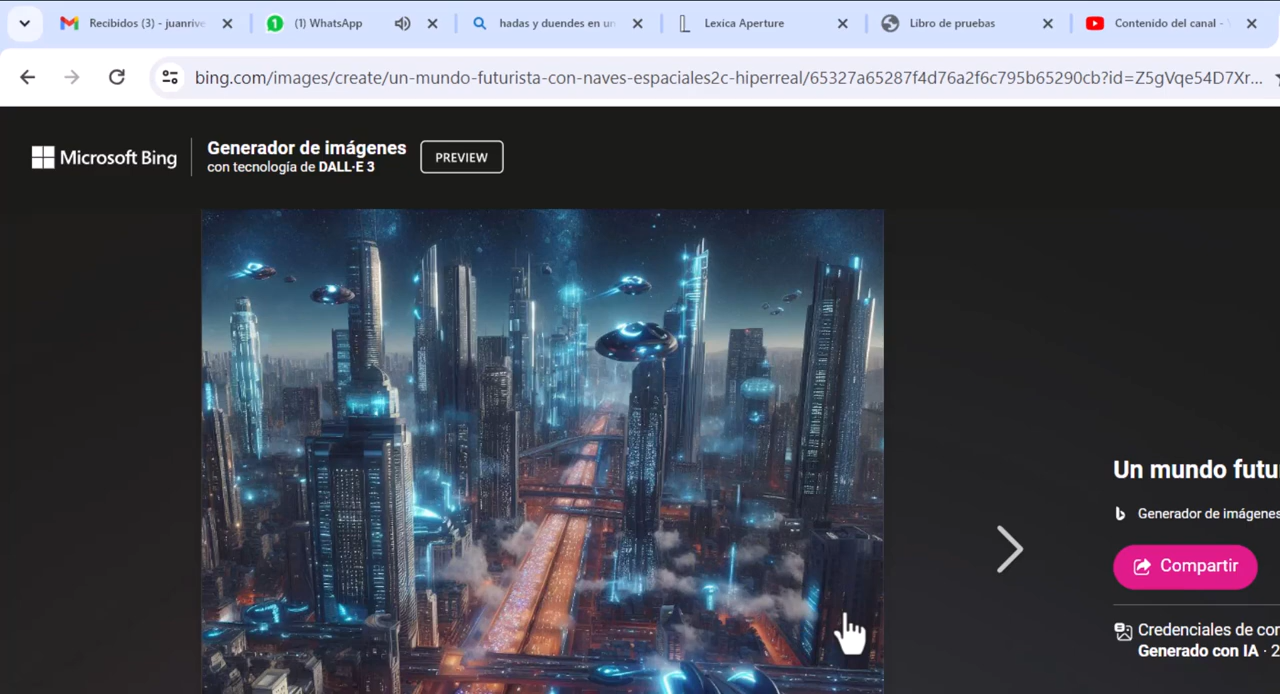 Recibidos (3) - juanrive
(1) WhatsApp
hadas y duendes en un
Lexica Aperture
Libro de pruebas
Contenido del canal -
bing.com/images/create/un-mundo-futurista-con-naves-espaciales2c-hiperreal/65327a65287f4d76a2f6c795b65290cb?id=Z5gVqe54D7Xr...
Microsoft Bing
Generador de imágenes
con tecnología de DALL·E 3
PREVIEW
Un mundo futu
Generador de imágenes
Compartir
Credenciales de con
Generado con IA · 2